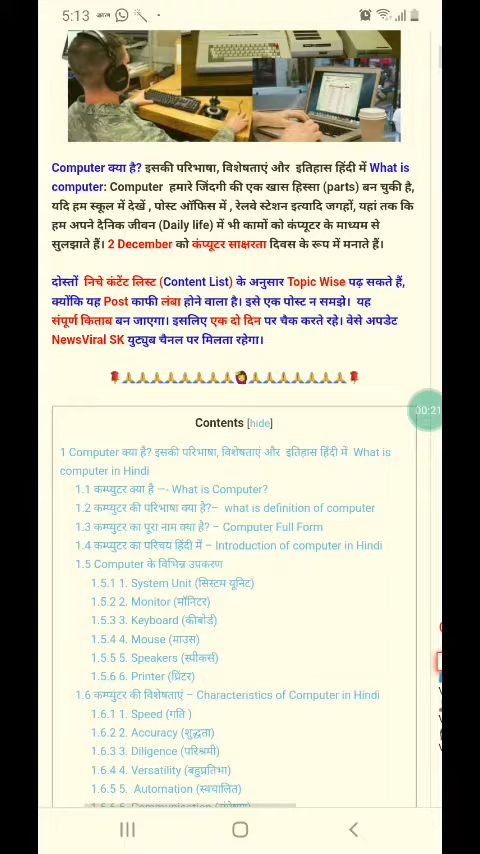 5:13
Computer क्या है? इसकी परिभाषा, विशेषताएं और इतिहास हिंदी में What is
computer: Computer हमारे जिंदगी की एक खास हिस्सा (parts) बन चुकी है,
यदि हम स्कूल में देखें , पोस्ट ऑफिस में , रेलवे स्टेशन इत्यादि जगहों, यहां तक कि
हम अपने दैनिक जीवन (Daily life) में भी कामों को कंप्यूटर के माध्यम से
सुलझाते हैं। 2 December को कंप्यूटर साक्षरता दिवस के रूप में मनाते हैं।
दोस्तों निचे कंटेंट लिस्ट (Content List) के अनुसार Topic Wise पढ़ सकते हैं,
क्योंकि यह Post काफी लंबा होने वाला है। इसे एक पोस्ट न समझे। यह
संपूर्ण किताब बन जाएगा। इसलिए एक दो दिन पर चैक करते रहे। वेसे अपडेट
NewsViral SK युट्युब चैनल पर मिलता रहेगा।
00:21
Contents [hide]
1 Computer क्या है? इसकी परिभाषा, विशेषताएं और इतिहास हिंदी में What is
computer in Hindi
1.1 कम्प्युटर क्या है —- What is Computer?
1.2 कम्प्युटर की परिभाषा क्या है?– what is definition of computer
1.3 कम्प्युटर का पूरा नाम क्या है? – Computer Full Form
1.4 कम्प्युटर का परिचय हिंदी में – Introduction of computer in Hindi
1.5 Computer के विभिन्न उपकरण
1.5.1 1. System Unit (सिस्टम यूनिट)
1.5.2 2. Monitor (मॉनिटर)
1.5.3 3. Keyboard (कीबोर्ड)
1.5.4 4. Mouse (माउस)
1.5.5 5. Speakers (स्पीकर्स)
1.5.6 6. Printer (प्रिंटर)
1.6 कम्प्युटर की विशेषताएं – Characteristics of Computer in Hindi
1.6.1 1. Speed (गति )
1.6.2 2. Accuracy (शुद्धता)
1.6.3 3. Diligence (परिश्रमी)
1.6.4 4. Versatility (बहुप्रतिभा)
1.6.5 5. Automation (स्वचालित)